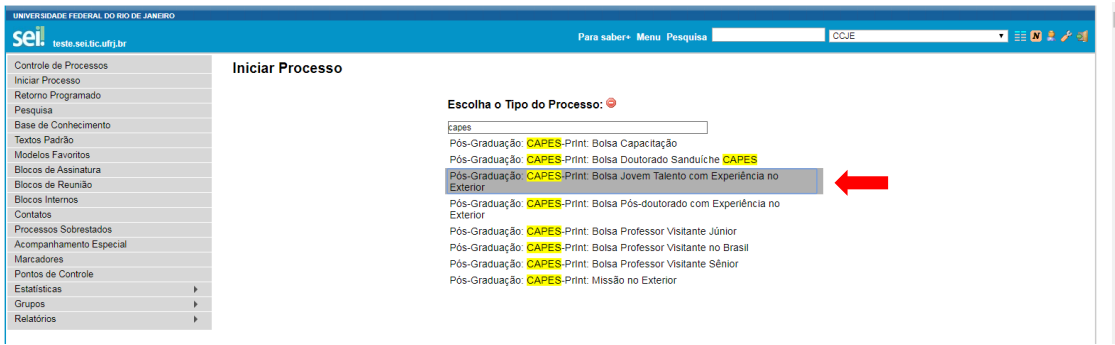 UNIVERSIDADE FEDERAL DO RIO DE JANEIRO
sei! teste.sei.tic.ufrj.br
Para saber+ Menu Pesquisa
CCJE
N
Controle de Processos
Iniciar Processo
Retorno Programado
Pesquisa
Base de Conhecimento
Textos Padrão
Modelos Favoritos
Blocos de Assinatura
Blocos de Reunião
Blocos Internos
Contatos
Processos Sobrestados
Acompanhamento Especial
Marcadores
Pontos de Controle
Estatísticas
Grupos
Relatórios
Iniciar Processo
Escolha o Tipo do Processo:
capes
Pós-Graduação: CAPES-PrInt: Bolsa Capacitação
Pós-Graduação: CAPES-PrInt: Bolsa Doutorado Sanduíche CAPES
Pós-Graduação: CAPES-PrInt: Bolsa Jovem Talento com Experiência no
Exterior
Pós-Graduação: CAPES-PrInt: Bolsa Pós-doutorado com Experiência no
Exterior
Pós-Graduação: CAPES-PrInt: Bolsa Professor Visitante Júnior
Pós-Graduação: CAPES-PrInt: Bolsa Professor Visitante no Brasil
Pós-Graduação: CAPES-PrInt: Bolsa Professor Visitante Sênior
Pós-Graduação: CAPES-PrInt: Missão no Exterior